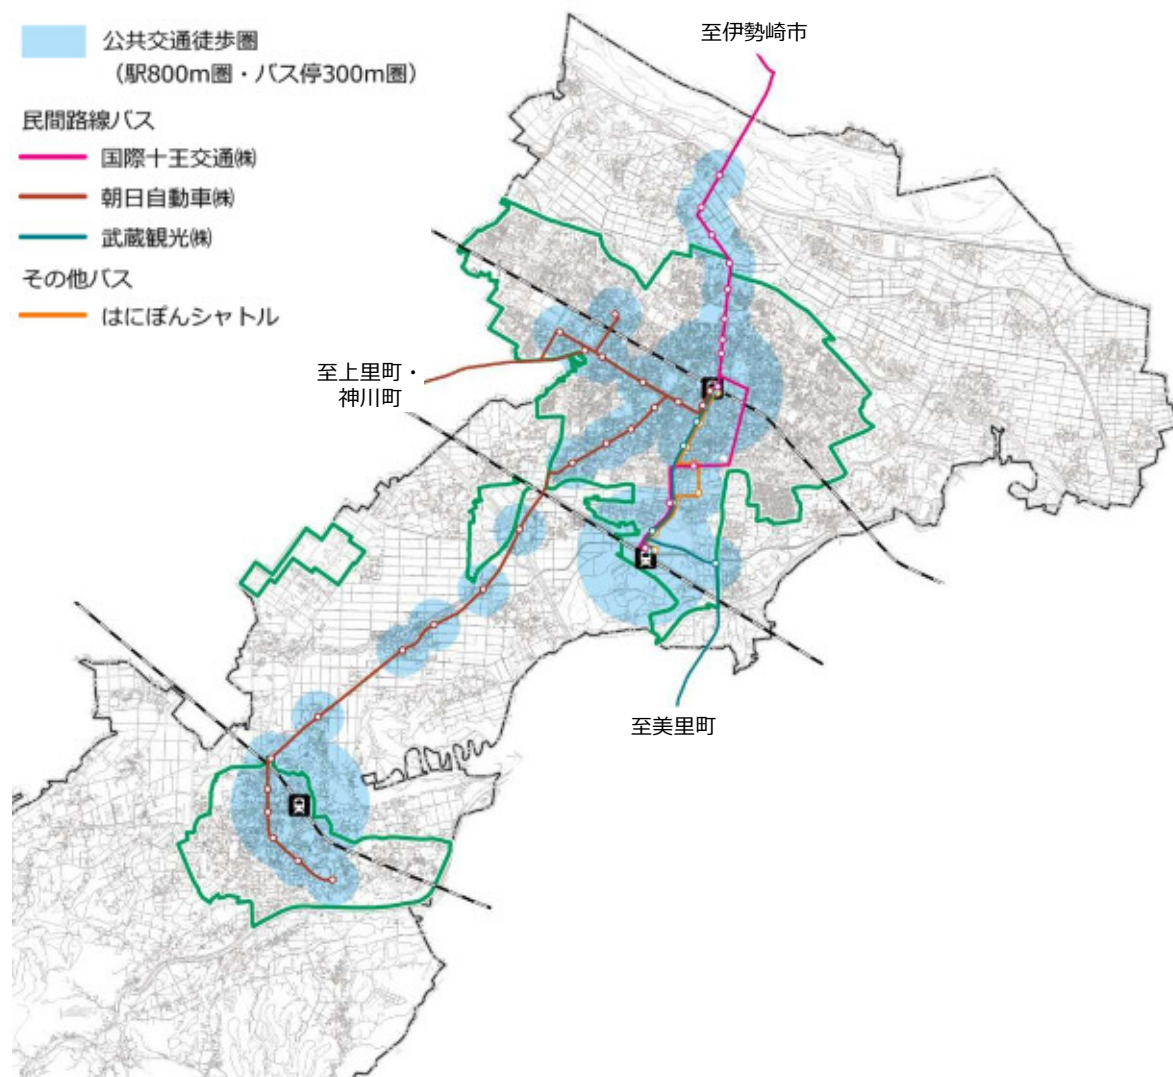 公共交通徒歩圏
（駅800m圏・バス停300m圏）
民間路線バス
国際十王交通㈱
朝日自動車㈱
武蔵観光㈱
その他バス
はにぽんシャトル
至伊勢崎市
至上里町・
神川町
至美里町